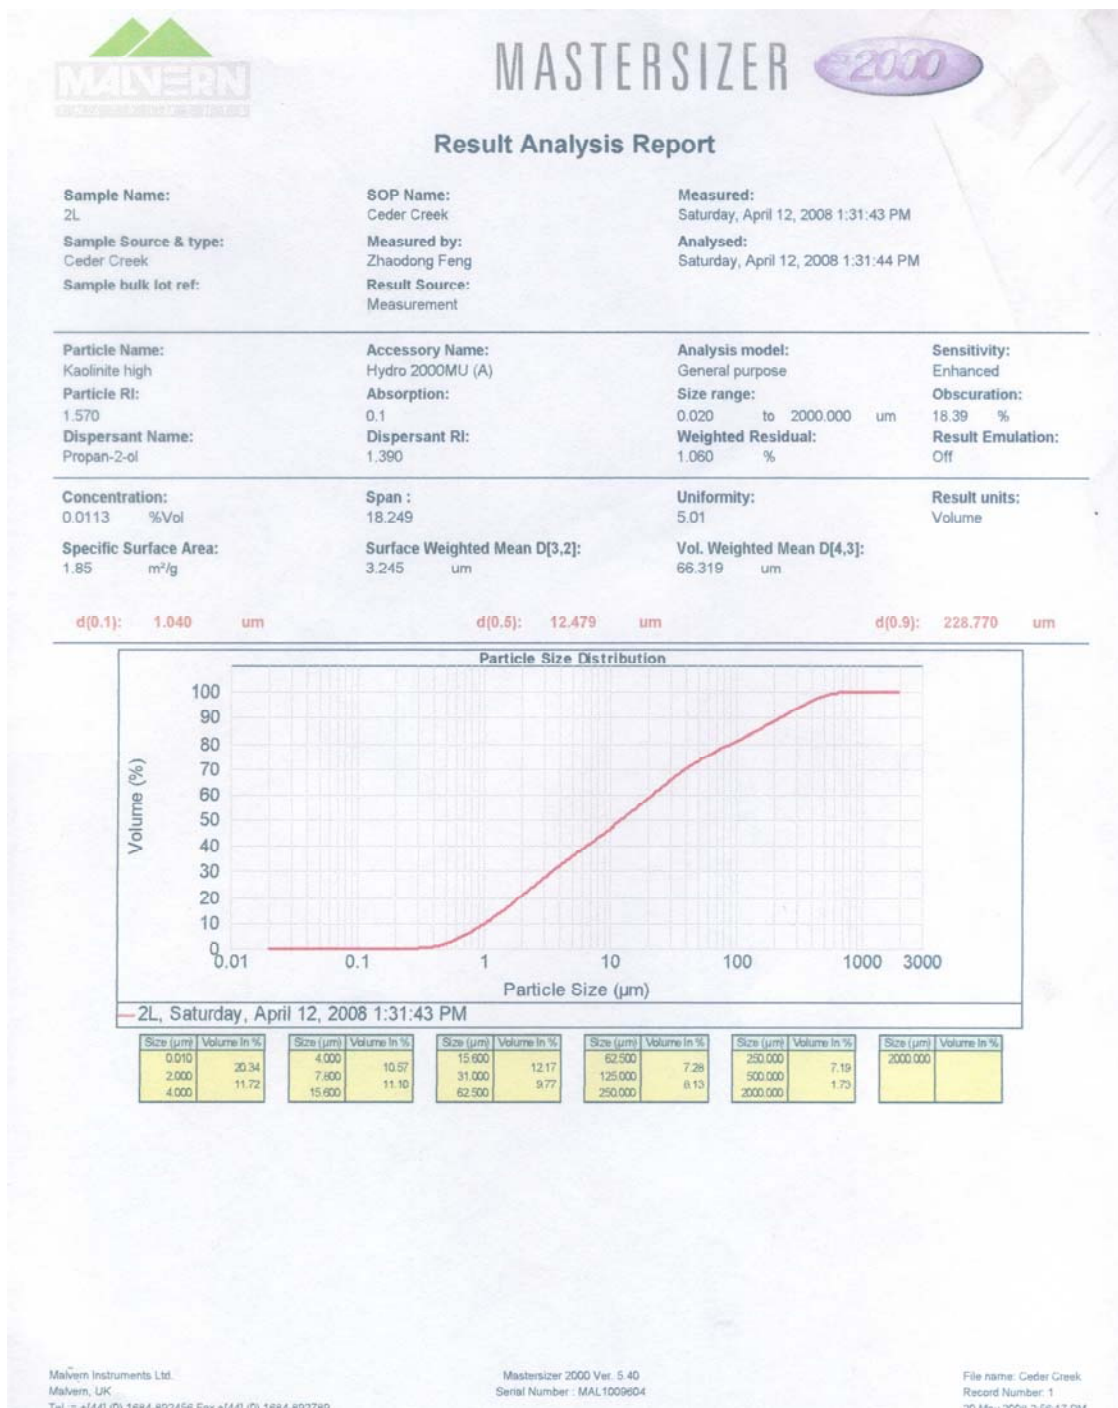 MALVERN
MASTERSIZER 2000
Result Analysis Report
Sample Name: SOP Name: Measured:
2L Ceder Creek Saturday, April 12, 2008 1:31:43 PM
Sample Source & type: Measured by: Analysed:
Ceder Creek Zhaodong Feng Saturday, April 12, 2008 1:31:44 PM
Sample bulk lot ref: Result Source:
Measurement
Particle Name: Accessory Name: Analysis model: Sensitivity:
Kaolinite high Hydro 2000MU (A) General purpose Enhanced
Particle RI: Absorption: Size range: Obscuration:
1.570 0.1 0.020 to 2000.000 um 18.39 %
Dispersant Name: Dispersant RI: Weighted Residual: Result Emulation:
Propan-2-ol 1.390 1.060 % Off
Concentration: Span : Uniformity: Result units:
0.0113 %Vol 18.249 5.01 Volume
Specific Surface Area: Surface Weighted Mean D[3,2]: Vol. Weighted Mean D[4,3]:
1.85 m²/g 3.245 um 66.319 um
d(0.1): 1.040 um d(0.5): 12.479 um d(0.9): 228.770 um
Particle Size Distribution
100
90
80
70
60
50
40
30
20
10
0
Volume (%)
0.01 0.1 1 10 100 1000 3000
Particle Size (µm)
2L, Saturday, April 12, 2008 1:31:43 PM
Size (µm) Volume In % Size (µm) Volume In % Size (µm) Volume In % Size (µm) Volume In % Size (µm) Volume In % Size (µm) Volume In %
0.010 4.000 15.600 62.500 250.000 2000.000
20.34 10.57 12.17 7.28 7.19
2.000 7.800 31.000 125.000 500.000
11.72 11.10 9.77 1.73
4.000 15.600 62.500 250.000 2000.000
Malvern Instruments Ltd. Mastersizer 2000 Ver. 5.40 File name: Ceder Creek
Malvern, UK Serial Number : MAL1009604 Record Number: 1